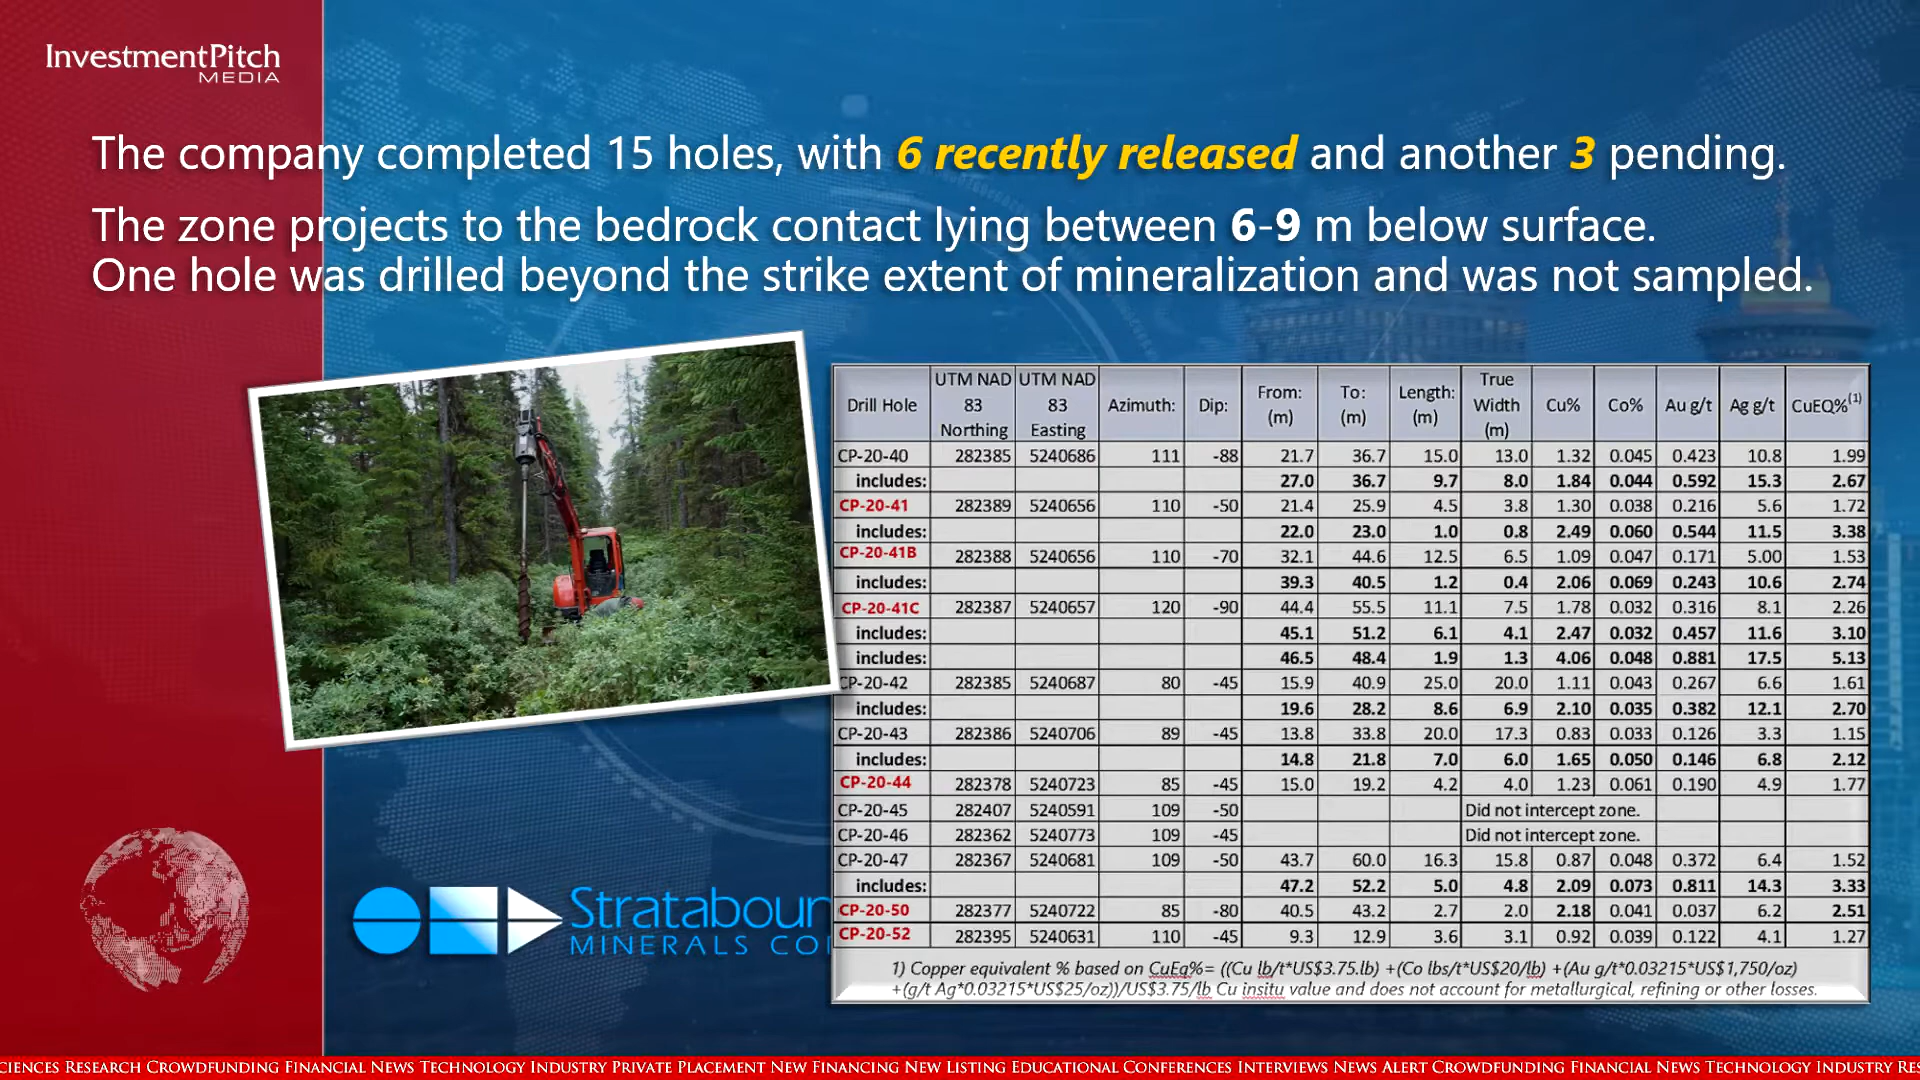 InvestmentPitch
MEDIA
The company completed 15 holes, with 6 recently released and another 3 pending.
The zone projects to the bedrock contact lying between 6-9 m below surface.
One hole was drilled beyond the strike extent of mineralization and was not sampled.
Drill Hole UTM NAD 83 Northing UTM NAD 83 Easting Azimuth: Dip: From: (m) To: (m) Length: (m) True Width (m) Cu% Co% Au g/t Ag g/t CuEQ%(1)
CP-20-40 282385 5240686 111 -88 21.7 36.7 15.0 13.0 1.32 0.045 0.423 10.8 1.99
includes: 27.0 36.7 9.7 8.0 1.84 0.044 0.592 15.3 2.67
CP-20-41 282389 5240656 110 -50 21.4 25.9 4.5 3.8 1.30 0.038 0.216 5.6 1.72
includes: 22.0 23.0 1.0 0.8 2.49 0.060 0.544 11.5 3.38
CP-20-41B 282388 5240656 110 -70 32.1 44.6 12.5 6.5 1.09 0.047 0.171 5.00 1.53
includes: 39.3 40.5 1.2 0.4 2.06 0.069 0.243 10.6 2.74
CP-20-41C 282387 5240657 120 -90 44.4 55.5 11.1 7.5 1.78 0.032 0.316 8.1 2.26
includes: 45.1 51.2 6.1 4.1 2.47 0.032 0.457 11.6 3.10
includes: 46.5 48.4 1.9 1.3 4.06 0.048 0.881 17.5 5.13
CP-20-42 282385 5240687 80 -45 15.9 40.9 25.0 20.0 1.11 0.043 0.267 6.6 1.61
includes: 19.6 28.2 8.6 6.9 2.10 0.035 0.382 12.1 2.70
CP-20-43 282386 5240706 89 -45 13.8 33.8 20.0 17.3 0.83 0.033 0.126 3.3 1.15
includes: 14.8 21.8 7.0 6.0 1.65 0.050 0.146 6.8 2.12
CP-20-44 282378 5240723 85 -45 15.0 19.2 4.2 4.0 1.23 0.061 0.190 4.9 1.77
CP-20-45 282407 5240591 109 -50 Did not intercept zone.
CP-20-46 282362 5240773 109 -45 Did not intercept zone.
CP-20-47 282367 5240681 109 -50 43.7 60.0 16.3 15.8 0.87 0.048 0.372 6.4 1.52
includes: 47.2 52.2 5.0 4.8 2.09 0.073 0.811 14.3 3.33
CP-20-50 282377 5240722 85 -80 40.5 43.2 2.7 2.0 2.18 0.041 0.037 6.2 2.51
CP-20-52 282395 5240631 110 -45 9.3 12.9 3.6 3.1 0.92 0.039 0.122 4.1 1.27
1) Copper equivalent % based on CuEq%= ((Cu lb/t*US$3.75.lb) +(Co lbs/t*US$20/lb) +(Au g/t*0.03215*US$1,750/oz)
+(g/t Ag*0.03215*US$25/oz))/US$3.75/lb Cu insitu value and does not account for metallurgical, refining or other losses.
Strataboun
MINERALS CO
CIENCES RESEARCH CROWDFUNDING FINANCIAL NEWS TECHNOLOGY INDUSTRY PRIVATE PLACEMENT NEW FINANCING NEW LISTING EDUCATIONAL CONFERENCES INTERVIEWS NEWS ALERT CROWDFUNDING FINANCIAL NEWS TECHNOLOGY INDUSTRY RES